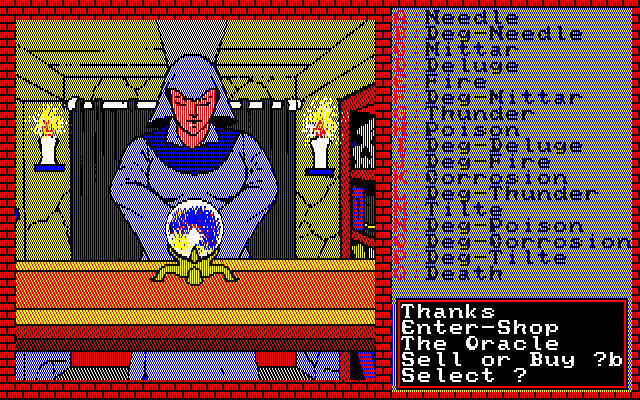 A:Needle
B:Deg-Needle
C:Mittar
D:Deluge
E:Fire
F:Deg-Mittar
G:Thunder
H:Poison
I:Deg-Deluge
J:Deg-Fire
K:Corrosion
L:Deg-Thunder
M:Tilte
N:Deg-Poison
O:Deg-Corrosion
P:Deg-Tilte
Q:Death
Thanks
Enter-Shop
The Oracle
Sell or Buy ?b
Select ?